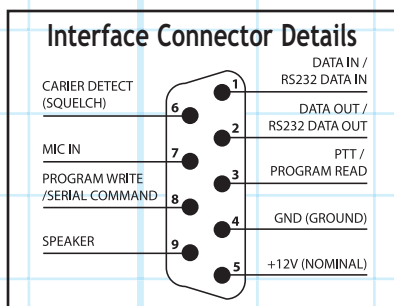 Interface Connector Details
CARIER DETECT
(SQUELCH)
6
MIC IN
7
PROGRAM WRITE
/SERIAL COMMAND
8
SPEAKER
9
DATA IN /
RS232 DATA IN
1
DATA OUT /
RS232 DATA OUT
2
PTT /
PROGRAM READ
3
GND (GROUND)
4
+12V (NOMINAL)
5